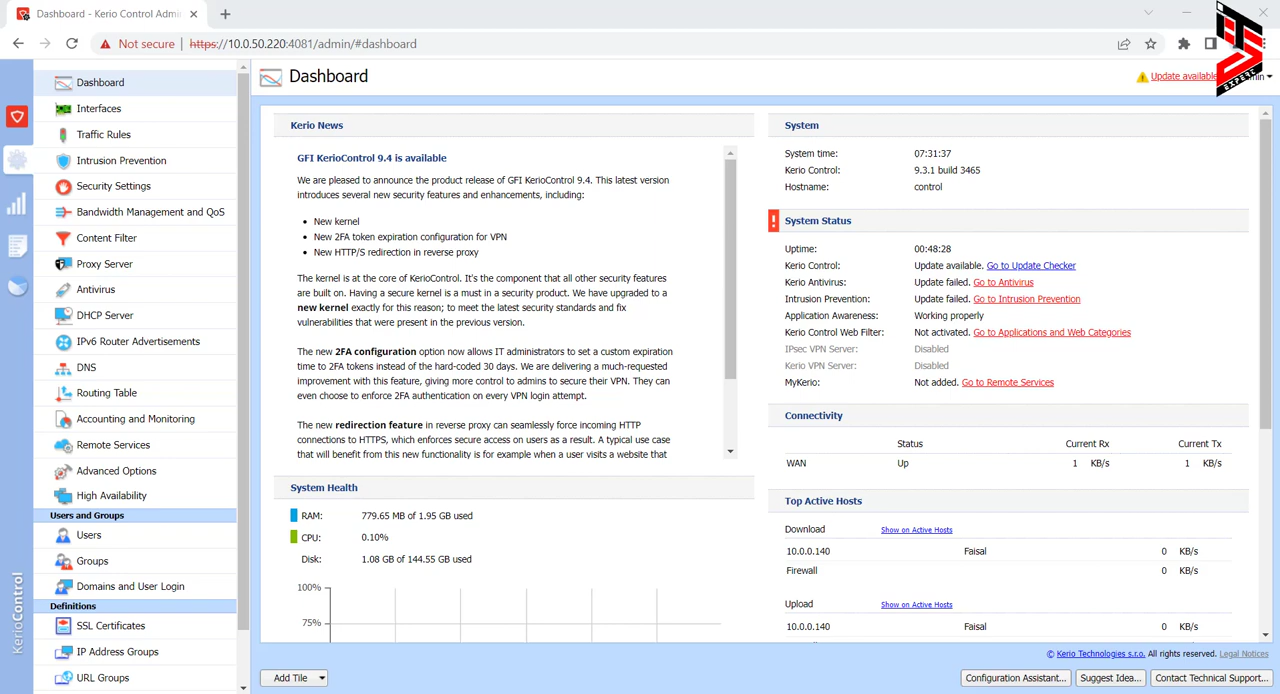 Dashboard - Kerio Control Admin
Not secure
https://10.0.50.220:4081/admin/#dashboard
ITS
EXPERT
Dashboard
Interfaces
Traffic Rules
Intrusion Prevention
Security Settings
Bandwidth Management and QoS
Content Filter
Proxy Server
Antivirus
DHCP Server
IPv6 Router Advertisements
DNS
Routing Table
Accounting and Monitoring
Remote Services
Advanced Options
High Availability
Users and Groups
Users
Groups
Domains and User Login
Definitions
SSL Certificates
IP Address Groups
URL Groups
KerioControl
Dashboard
Update available
Kerio News
GFI KerioControl 9.4 is available
We are pleased to announce the product release of GFI KerioControl 9.4. This latest version
introduces several new security features and enhancements, including:
• New kernel
• New 2FA token expiration configuration for VPN
• New HTTP/S redirection in reverse proxy
The kernel is at the core of KerioControl. It's the component that all other security features
are built on. Having a secure kernel is a must in a security product. We have upgraded to a
new kernel exactly for this reason; to meet the latest security standards and fix
vulnerabilities that were present in the previous version.
The new 2FA configuration option now allows IT administrators to set a custom expiration
time to 2FA tokens instead of the hard-coded 30 days. We are delivering a much-requested
improvement with this feature, giving more control to admins to secure their VPN. They can
even choose to enforce 2FA authentication on every VPN login attempt.
The new redirection feature in reverse proxy can seamlessly force incoming HTTP
connections to HTTPS, which enforces secure access on users as a result. A typical use case
that will benefit from this new functionality is for example when a user visits a website that
System Health
RAM: 779.65 MB of 1.95 GB used
CPU: 0.10%
Disk: 1.08 GB of 144.55 GB used
100%
75%
System
System time: 07:31:37
Kerio Control: 9.3.1 build 3465
Hostname: control
System Status
Uptime: 00:48:28
Kerio Control: Update available. Go to Update Checker
Kerio Antivirus: Update failed. Go to Antivirus
Intrusion Prevention: Update failed. Go to Intrusion Prevention
Application Awareness: Working properly
Kerio Control Web Filter: Not activated. Go to Applications and Web Categories
IPsec VPN Server: Disabled
Kerio VPN Server: Disabled
MyKerio: Not added. Go to Remote Services
Connectivity
Status Current Rx Current Tx
WAN Up 1 KB/s 1 KB/s
Top Active Hosts
Download Show on Active Hosts
10.0.0.140 Faisal 0 KB/s
Firewall 0 KB/s
Upload Show on Active Hosts
10.0.0.140 Faisal 0 KB/s
© Kerio Technologies s.r.o. All rights reserved. Legal Notices
Add Tile
Configuration Assistant... Suggest Idea... Contact Technical Support...